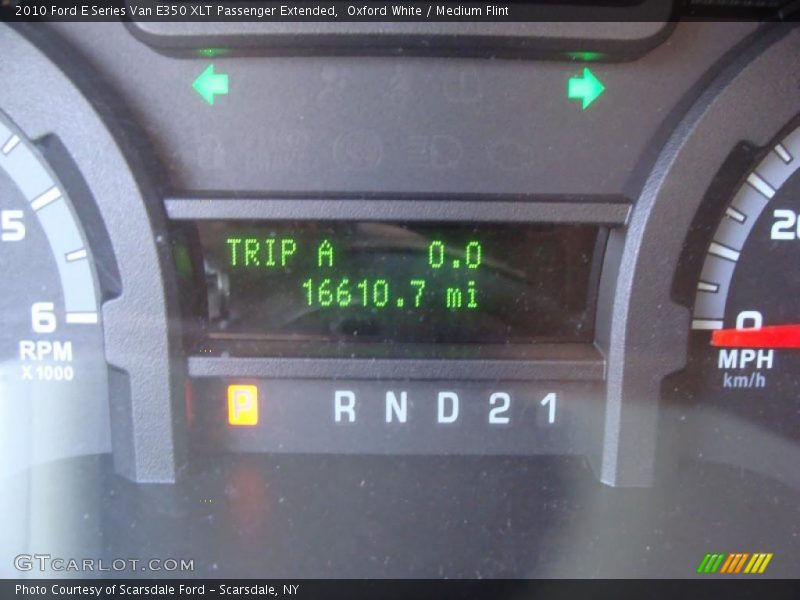 2010 Ford E Series Van E350 XLT Passenger Extended,  Oxford White / Medium Flint
TRIP A 0.0
16610.7 mi
5
6
RPM
X1000
20
0
MPH
km/h
P R N D 2 1
GTCARLOT.COM
Photo Courtesy of Scarsdale Ford – Scarsdale, NY